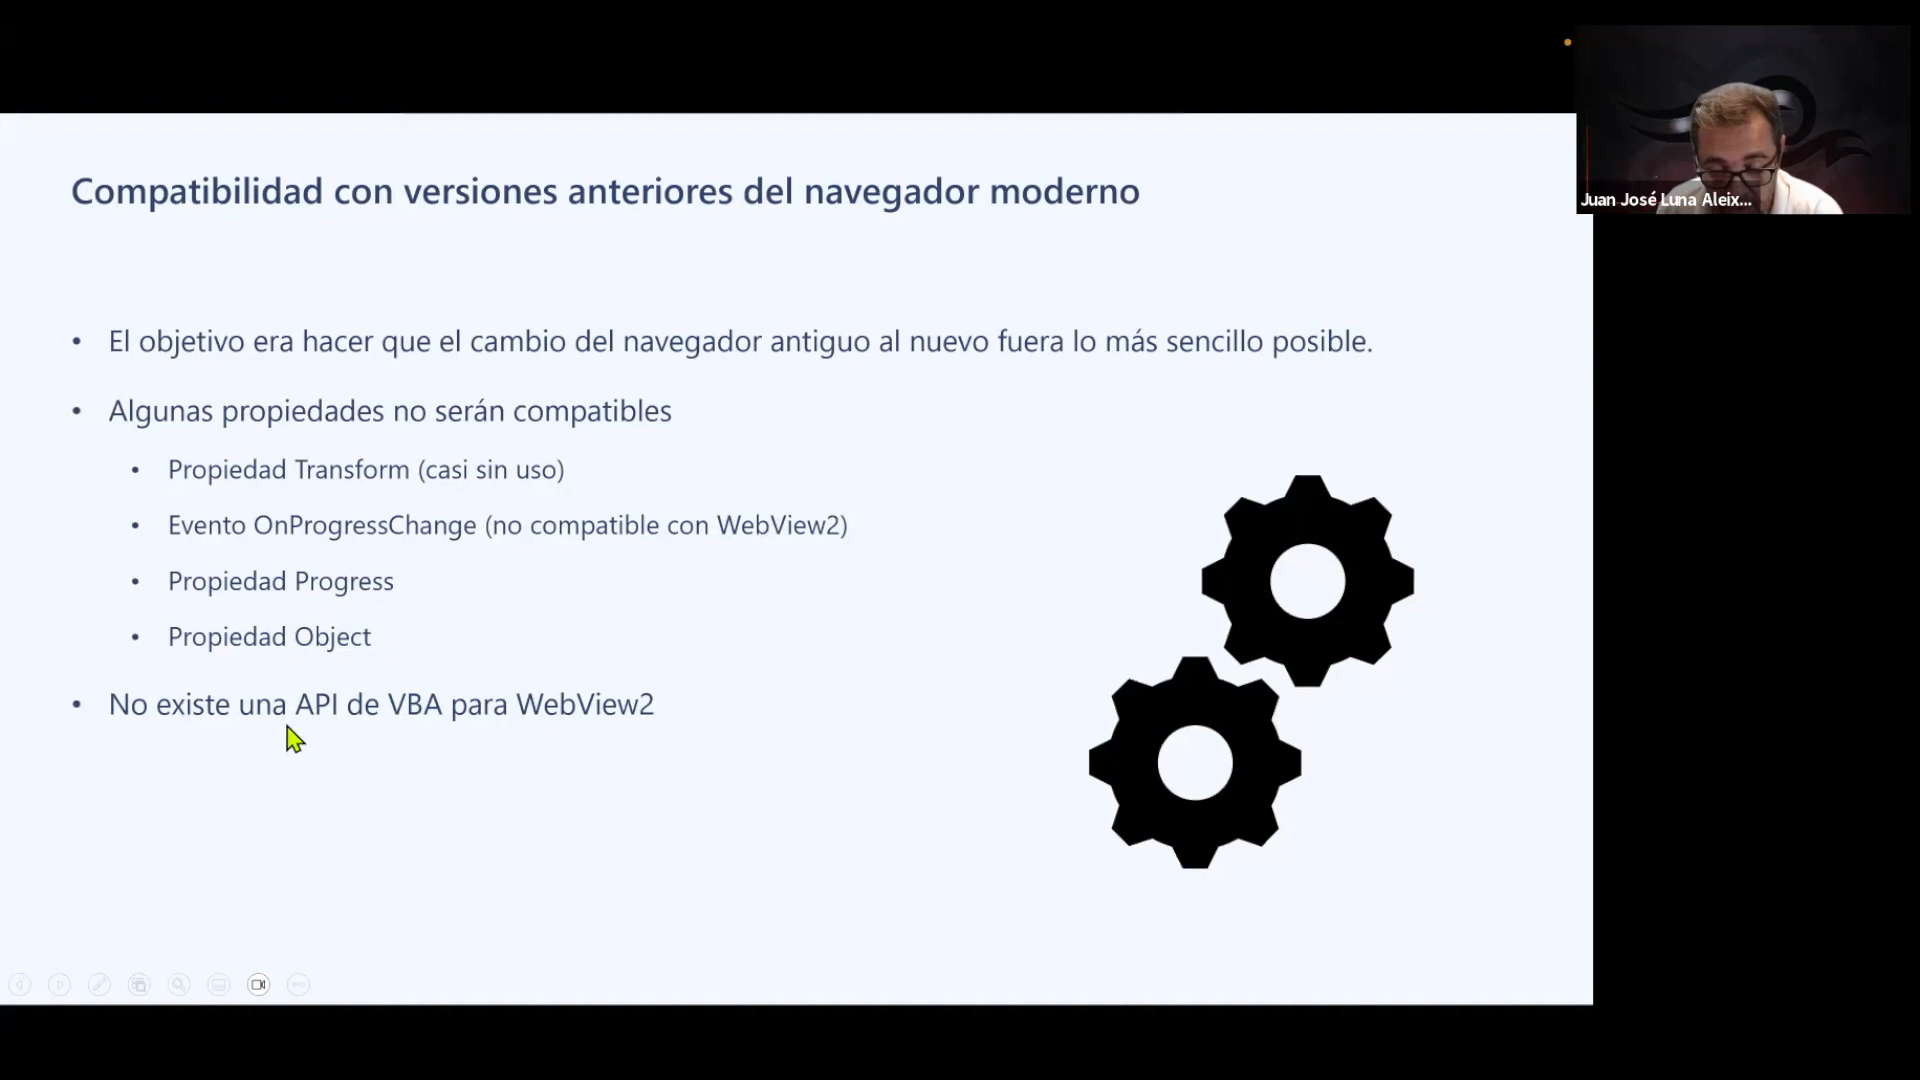 Juan José Luna Aleix...
Compatibilidad con versiones anteriores del navegador moderno
• El objetivo era hacer que el cambio del navegador antiguo al nuevo fuera lo más sencillo posible.
• Algunas propiedades no serán compatibles
• Propiedad Transform (casi sin uso)
• Evento OnProgressChange (no compatible con WebView2)
• Propiedad Progress
• Propiedad Object
• No existe una API de VBA para WebView2